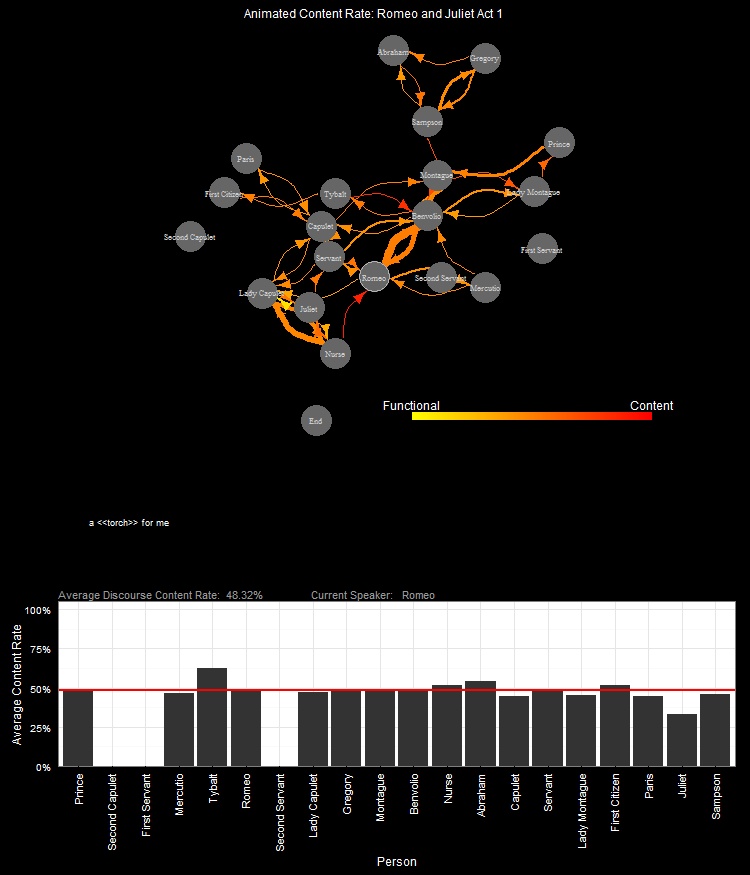 Animated Content Rate: Romeo and Juliet Act 1
Abraham
Gregory
Sampson
Prince
Paris
Montague
First Citizen
Tybalt
Lady Montague
Benvolio
Capulet
Second Capulet
First Servant
Servant
Romeo
Second Servant
Mercutio
Lady Capulet
Juliet
Nurse
Functional
Content
End
a <<torch>> for me
Average Discourse Content Rate: 48.32%
Current Speaker: Romeo
100%
75%
50%
25%
0%
Average Content Rate
Prince
Second Capulet
First Servant
Mercutio
Tybalt
Romeo
Second Servant
Lady Capulet
Gregory
Montague
Benvolio
Nurse
Abraham
Capulet
Servant
Lady Montague
First Citizen
Paris
Juliet
Sampson
Person